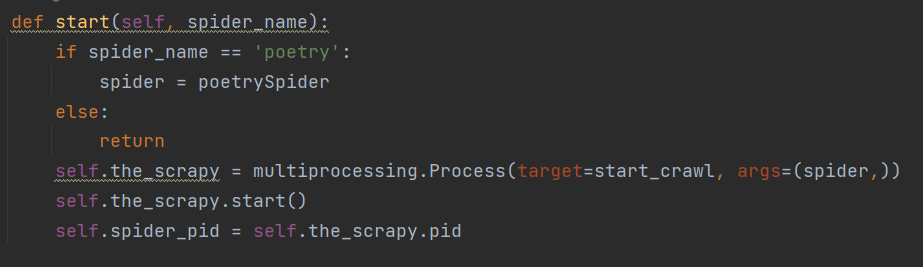 def start(self, spider_name):
    if spider_name == 'poetry':
        spider = poetrySpider
    else:
        return
    self.the_scrapy = multiprocessing.Process(target=start_crawl, args=(spider,))
    self.the_scrapy.start()
    self.spider_pid = self.the_scrapy.pid